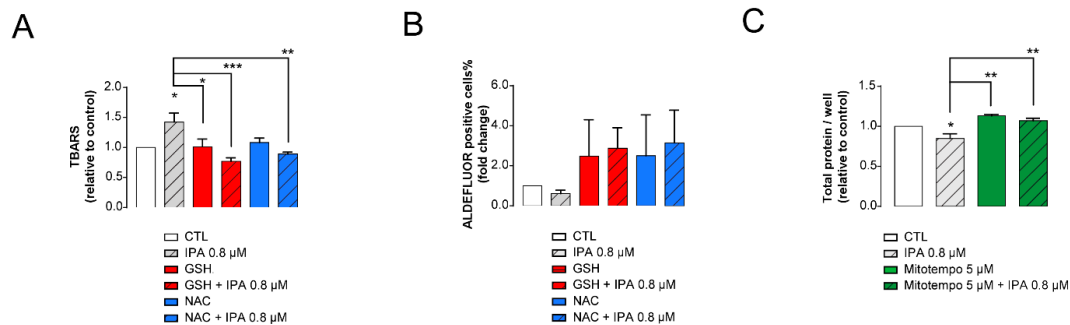 A
B
C
TBARS
(relative to control)
2.0
1.5
1.0
0.5
0.0
*
*
***
**
CTL
IPA 0.8 µM
GSH.
GSH + IPA 0.8 µM
NAC
NAC + IPA 0.8 µM
ALDEFLUOR positive cells%
(fold change)
6.0
4.0
2.0
0.0
CTL
IPA 0.8 µM
GSH
GSH + IPA 0.8 µM
NAC
NAC + IPA 0.8 µM
Total protein / well
(relative to control)
1.5
1.0
0.5
0.0
*
**
**
CTL
IPA 0.8 µM
Mitotempo 5 µM
Mitotempo 5 µM + IPA 0.8 µM